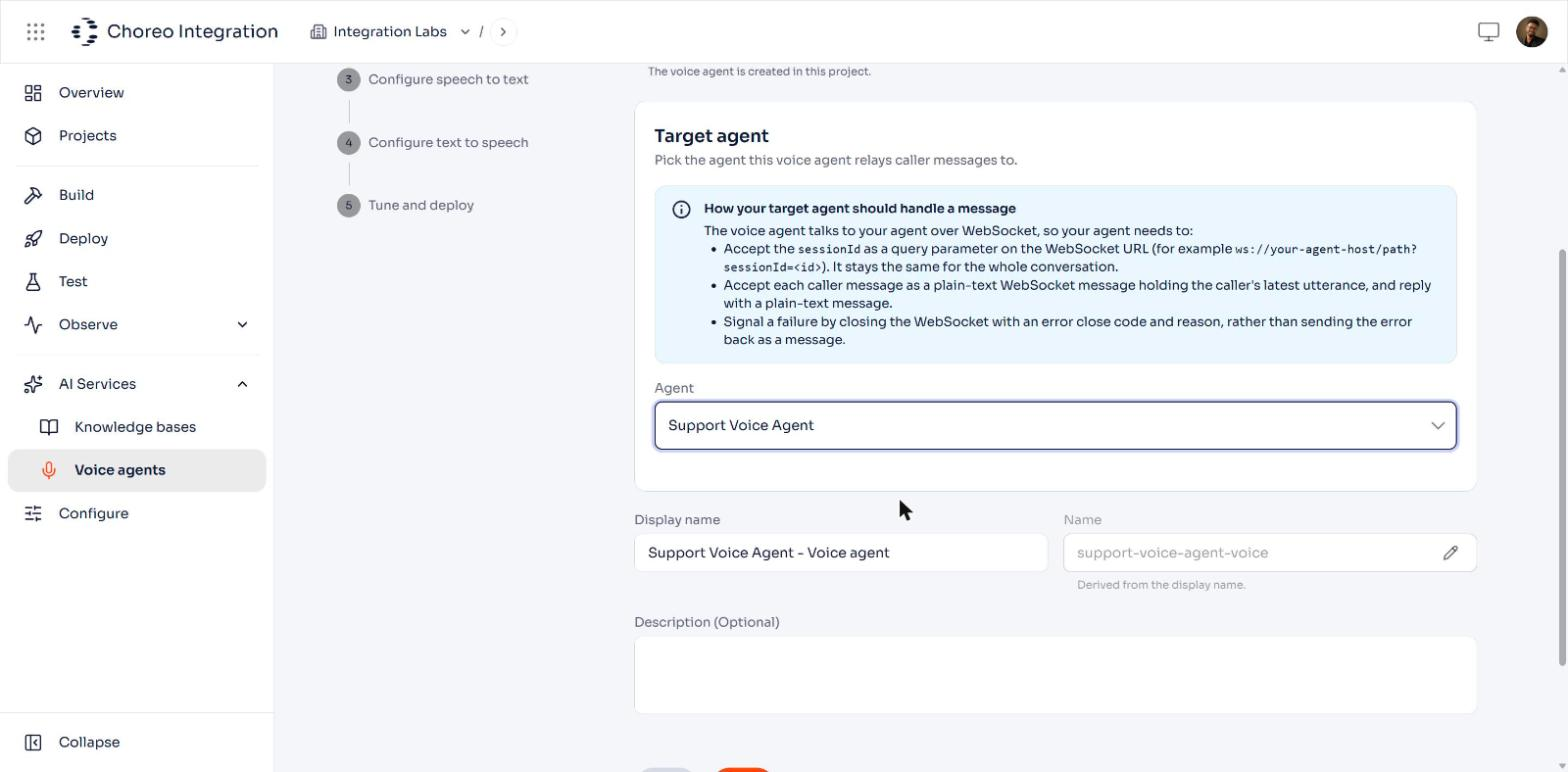 Choreo Integration
Integration Labs
/
Overview
Projects
Build
Deploy
Test
Observe
AI Services
Knowledge bases
Voice agents
Configure
Collapse
3 Configure speech to text
4 Configure text to speech
5 Tune and deploy
The voice agent is created in this project.
Target agent
Pick the agent this voice agent relays caller messages to.
How your target agent should handle a message
The voice agent talks to your agent over WebSocket, so your agent needs to:
• Accept the sessionId as a query parameter on the WebSocket URL (for example ws://your-agent-host/path?
sessionId=<id>). It stays the same for the whole conversation.
• Accept each caller message as a plain-text WebSocket message holding the caller's latest utterance, and reply
with a plain-text message.
• Signal a failure by closing the WebSocket with an error close code and reason, rather than sending the error
back as a message.
Agent
Support Voice Agent
Display name
Support Voice Agent - Voice agent
Name
support-voice-agent-voice
Derived from the display name.
Description (Optional)